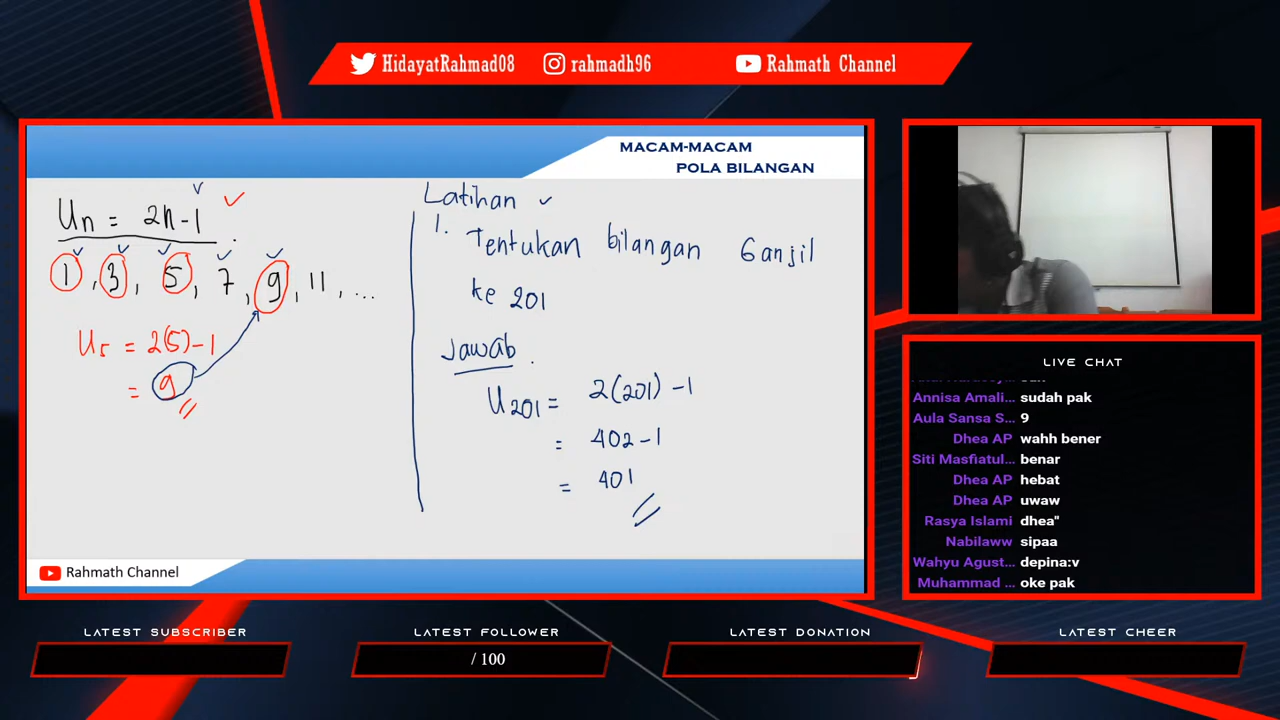 HidayatRahmad08 rahmadh96 Rahmath Channel
MACAM-MACAM
POLA BILANGAN
Un = 2n-1
1, 3, 5, 7, 9, 11, ...
U5 = 2(5)-1
= 9
Latihan
1. Tentukan bilangan Ganjil
ke 201
Jawab.
U201 = 2(201) -1
= 402-1
= 401
Rahmath Channel
LIVE CHAT
Annisa Amali... sudah pak
Aula Sansa S... 9
Dhea AP wahh bener
Siti Masfiatul... benar
Dhea AP hebat
Dhea AP uwaw
Rasya Islami dhea"
Nabilaww sipaa
Wahyu Agust... depina:v
Muhammad ... oke pak
LATEST SUBSCRIBER
LATEST FOLLOWER
LATEST DONATION
LATEST CHEER
/ 100